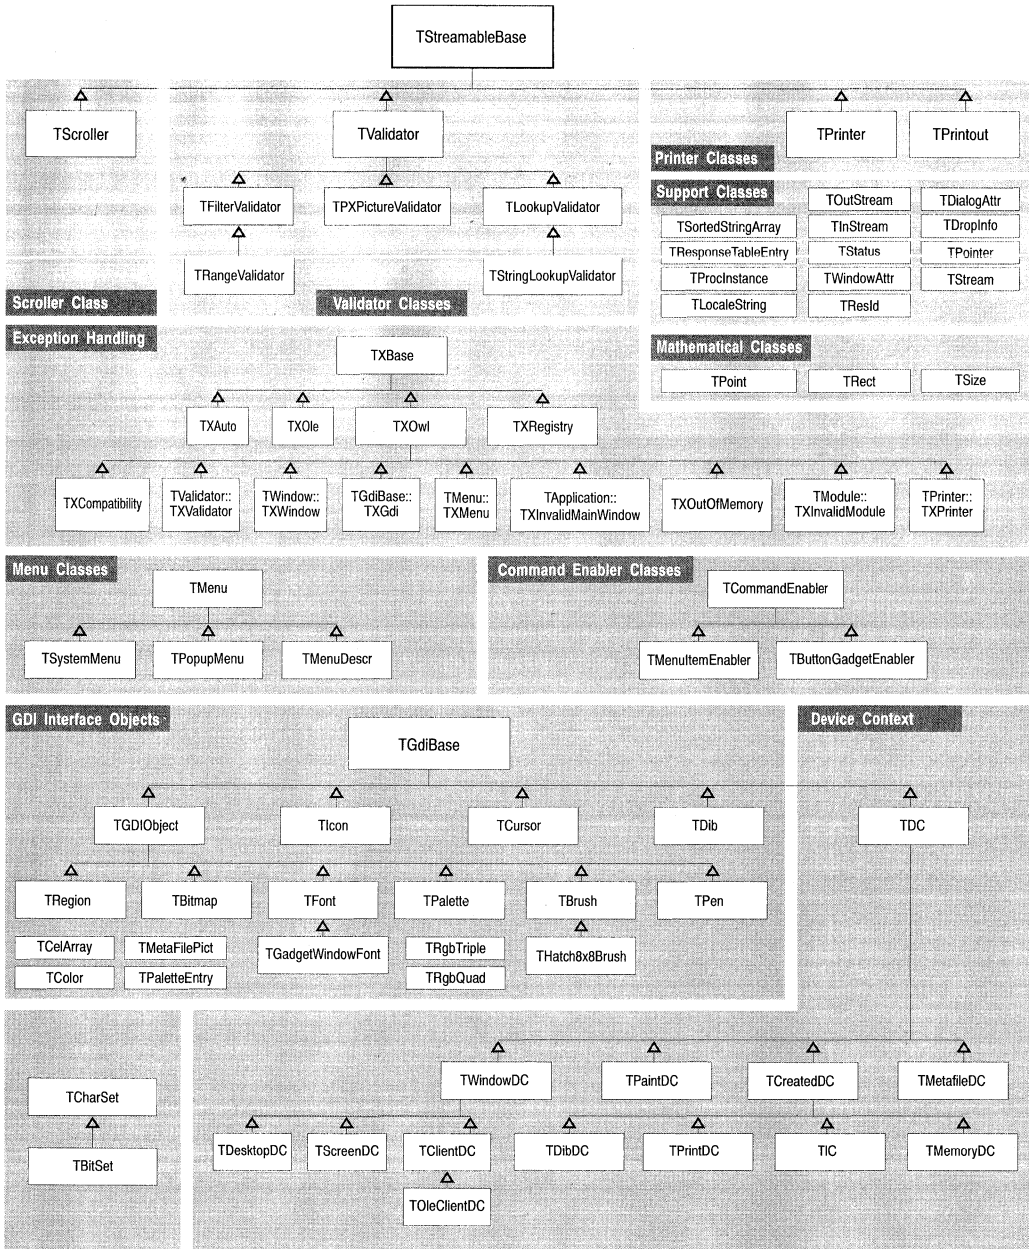 TStreamableBase
TScroller
TValidator
TPrinter
TPrintout
Printer Classes
TFilterValidator
TPXPictureValidator
TLookupValidator
TRangeValidator
TStringLookupValidator
Scroller Class
Validator Classes
Support Classes
TOutStream
TDialogAttr
TSortedStringArray
TInStream
TDropInfo
TResponseTableEntry
TStatus
TPointer
TProcInstance
TWindowAttr
TStream
TLocaleString
TResId
Exception Handling
Mathematical Classes
TPoint
TRect
TSize
TXBase
TXAuto
TXOle
TXOwl
TXRegistry
TXCompatibility
TValidator::
TXValidator
TWindow::
TXWindow
TGdiBase::
TXGdi
TMenu::
TXMenu
TApplication::
TXInvalidMainWindow
TXOutOfMemory
TModule::
TXInvalidModule
TPrinter::
TXPrinter
Menu Classes
TMenu
TSystemMenu
TPopupMenu
TMenuDescr
Command Enabler Classes
TCommandEnabler
TMenuItemEnabler
TButtonGadgetEnabler
GDI Interface Objects
Device Context
TGdiBase
TGDIObject
TIcon
TCursor
TDib
TDC
TRegion
TBitmap
TFont
TPalette
TBrush
TPen
TCelArray
TMetaFilePict
TGadgetWindowFont
TRgbTriple
THatch8x8Brush
TColor
TPaletteEntry
TRgbQuad
TWindowDC
TPaintDC
TCreatedDC
TMetafileDC
TCharSet
TBitSet
TDesktopDC
TScreenDC
TClientDC
TDibDC
TPrintDC
TIC
TMemoryDC
TOleClientDC